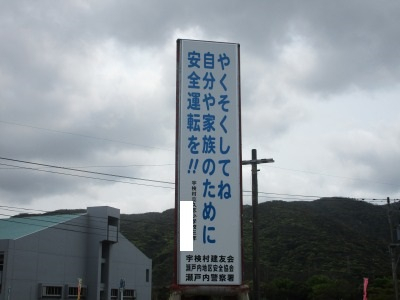 やくそくしてね
自分や家族のために
安全運転を!!
宇検村建友会
瀬戸内地区安全協会
瀬戸内警察署